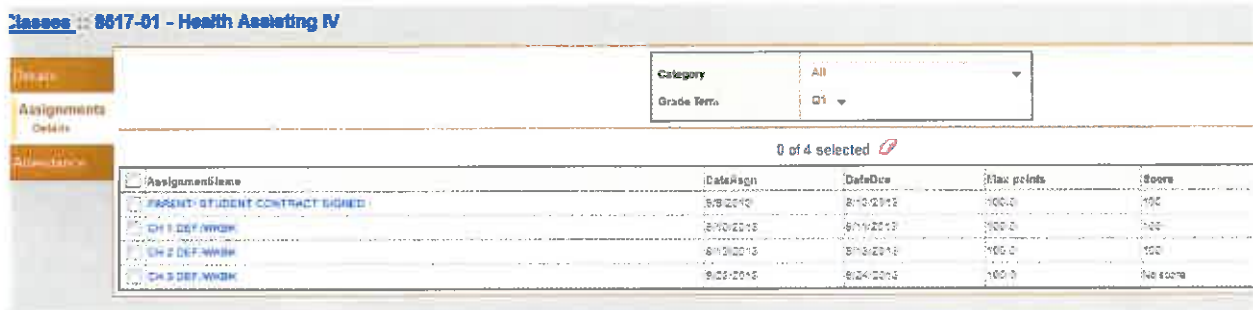 Classes :: 8617-01 - Health Assisting IV
Details
Category All
Assignments
Grade Term Q1
Details
0 of 4 selected
Attendance
AssignmentName DateAsgn DateDue Max points Score
PARENT- STUDENT CONTRACT SIGNED 100.0 100
CH 1 DEF/WKBK 100.0 100
CH 2 DEF/WKBK 100.0 100
CH 3 DEF/WKBK 100.0 No score